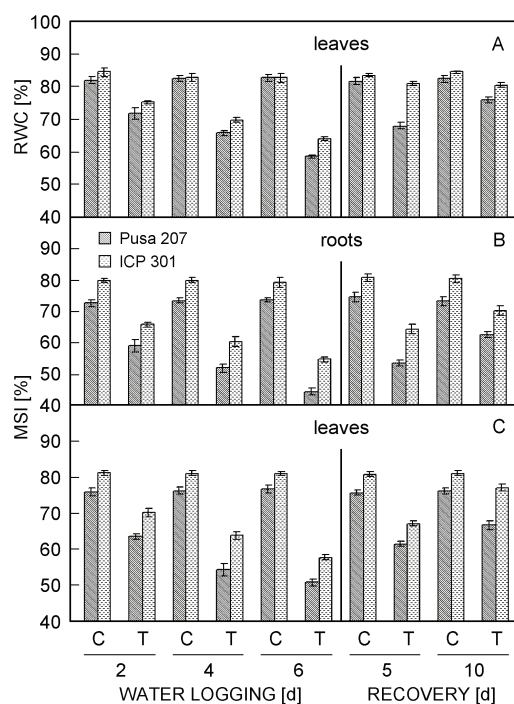 100
leaves A
90
80
70
60
50
40
RWC [%]
Pusa 207
ICP 301
roots B
90
80
70
60
50
40
MSI [%]
leaves C
90
80
70
60
50
40
C T C T C T C T C T
2 4 6 5 10
WATER LOGGING [d] RECOVERY [d]